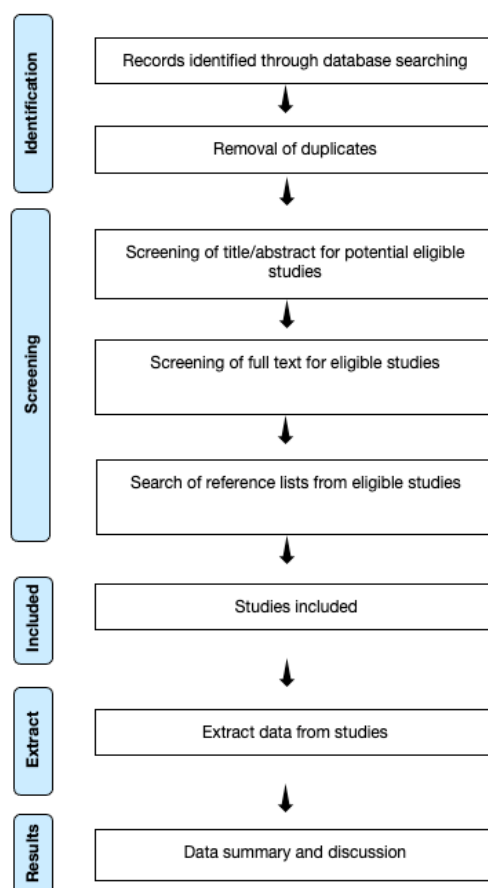 Identification
Records identified through database searching
Removal of duplicates
Screening
Screening of title/abstract for potential eligible
studies
Screening of full text for eligible studies
Search of reference lists from eligible studies
Included
Studies included
Extract
Extract data from studies
Results
Data summary and discussion